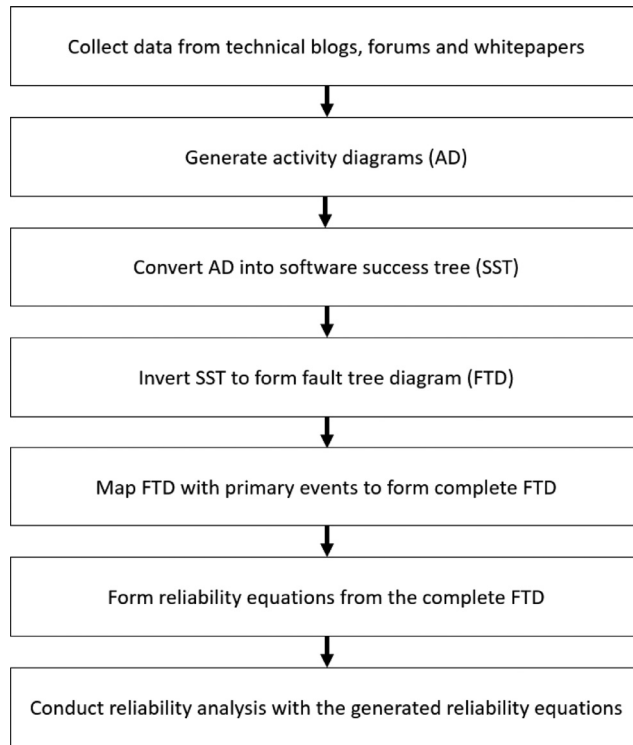 Collect data from technical blogs, forums and whitepapers
Generate activity diagrams (AD)
Convert AD into software success tree (SST)
Invert SST to form fault tree diagram (FTD)
Map FTD with primary events to form complete FTD
Form reliability equations from the complete FTD
Conduct reliability analysis with the generated reliability equations